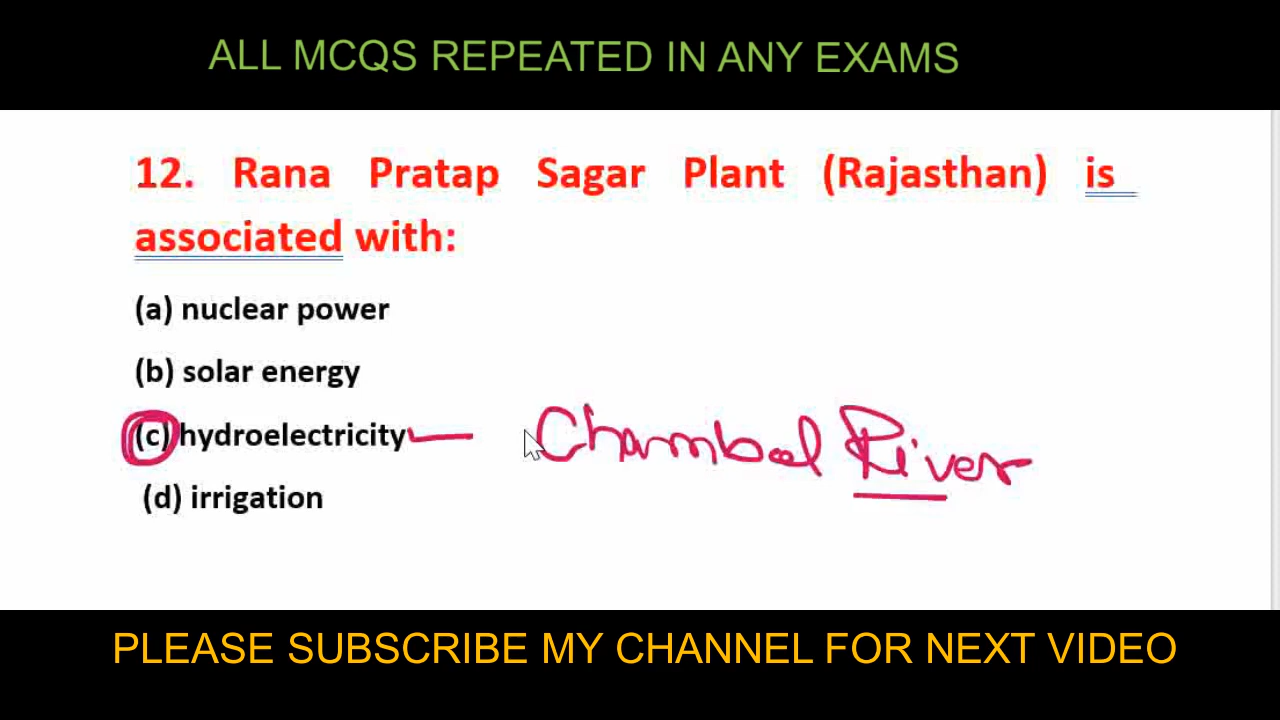 ALL MCQS REPEATED IN ANY EXAMS
12. Rana Pratap Sagar Plant (Rajasthan) is
associated with:
(a) nuclear power
(b) solar energy
(c) hydroelectricity Chambal River
(d) irrigation
PLEASE SUBSCRIBE MY CHANNEL FOR NEXT VIDEO